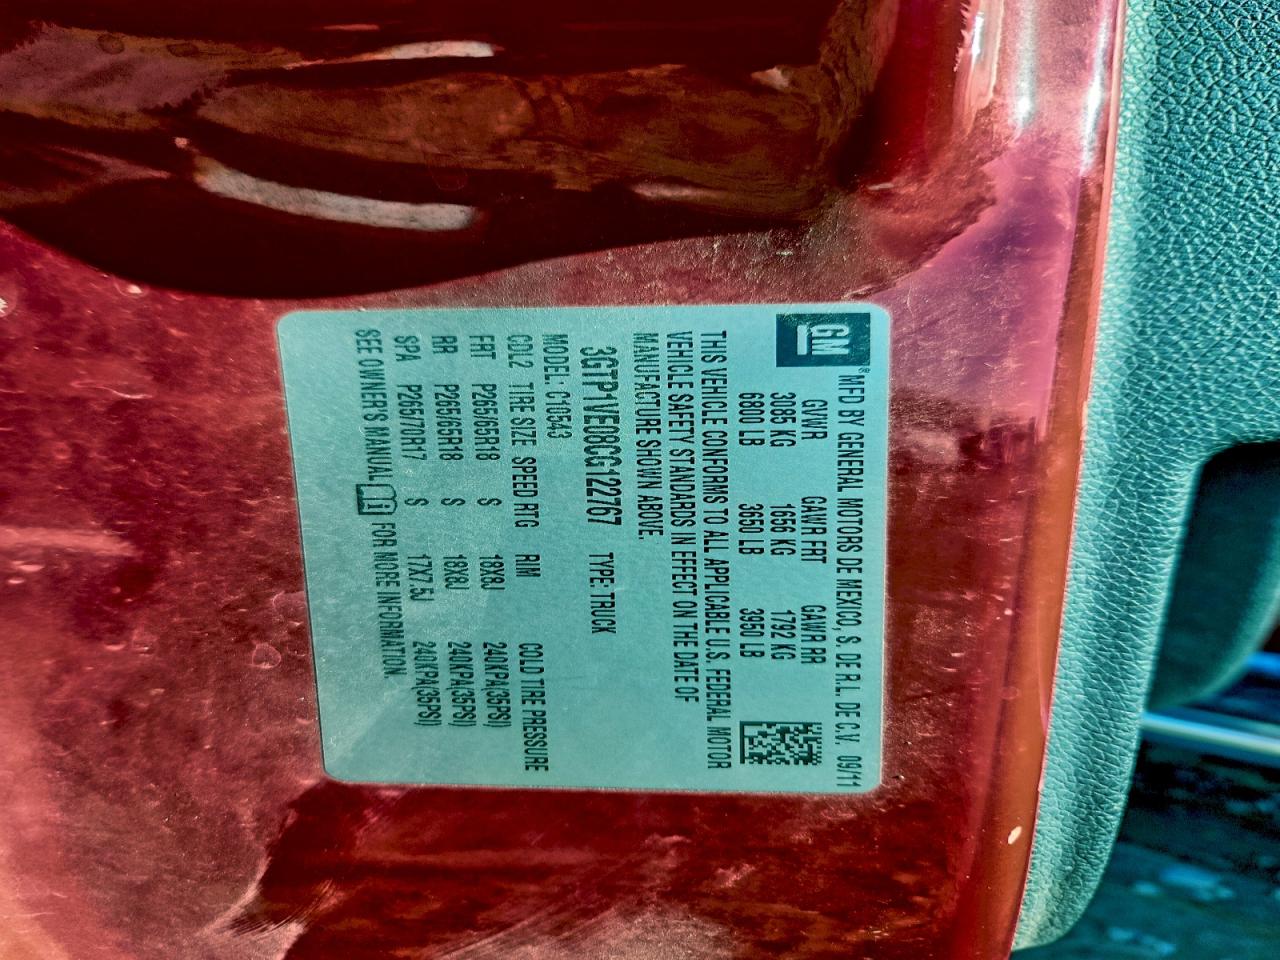 GM
® MFD BY GENERAL MOTORS DE MEXICO, S. DE R.L. DE C.V. 09/11
GVWR GAWR FRT GAWR RR
3085 KG 1656 KG 1792 KG
6800 LB 3650 LB 3950 LB
THIS VEHICLE CONFORMS TO ALL APPLICABLE U.S. FEDERAL MOTOR
VEHICLE SAFETY STANDARDS IN EFFECT ON THE DATE OF
MANUFACTURE SHOWN ABOVE.
3GTP1VE08CG122767 TYPE: TRUCK
MODEL: C10543
CDL2 TIRE SIZE SPEED RTG RIM COLD TIRE PRESSURE
FRT P265/65R18 S 18X8J 240KPA(35PSI)
RR P265/65R18 S 18X8J 240KPA(35PSI)
SPA P265/70R17 S 17X7.5J 240KPA(35PSI)
SEE OWNER'S MANUAL FOR MORE INFORMATION.